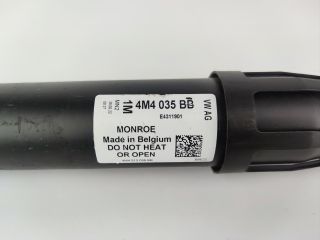 1M 4M4 035 BB
VW AG
E4311901
MONROE
Made in Belgium
DO NOT HEAT
OR OPEN